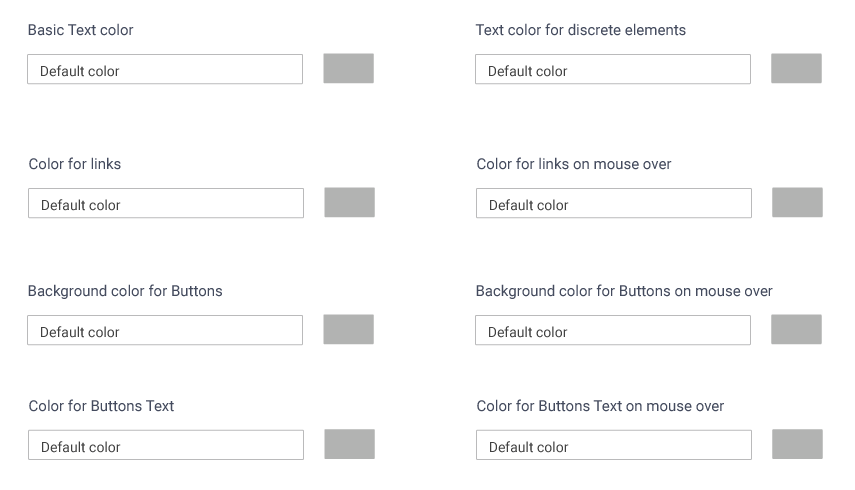 Basic Text color
Text color for discrete elements
Default color
Default color
Color for links
Color for links on mouse over
Default color
Default color
Background color for Buttons
Background color for Buttons on mouse over
Default color
Default color
Color for Buttons Text
Color for Buttons Text on mouse over
Default color
Default color